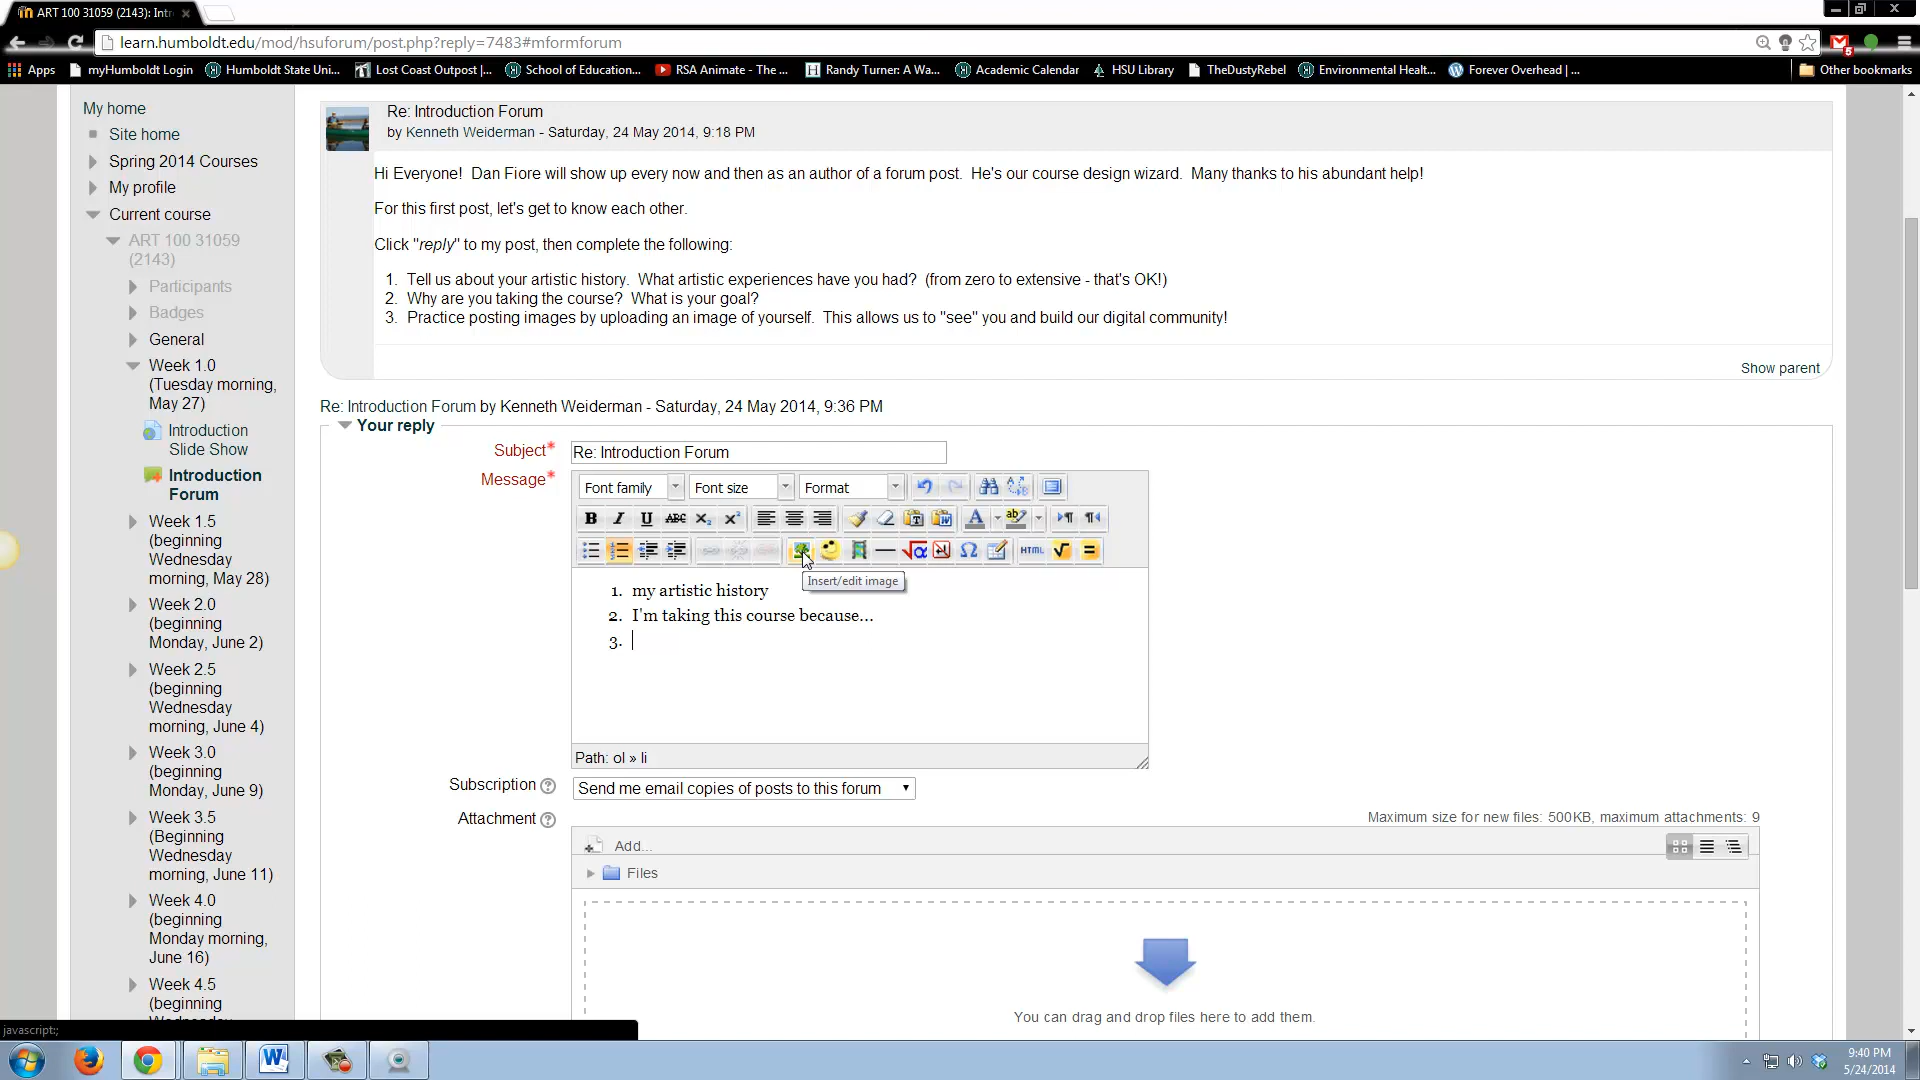 ART 100 31059 (2143): Intr
learn.humboldt.edu/mod/hsuforum/post.php?reply=7483#mformforum
Apps
myHumboldt Login
Humboldt State Uni...
Lost Coast Outpost |...
School of Education...
RSA Animate - The ...
Randy Turner: A Wa...
Academic Calendar
HSU Library
TheDustyRebel
Environmental Healt...
Forever Overhead | ...
Other bookmarks
My home
Site home
Spring 2014 Courses
My profile
Current course
ART 100 31059
(2143)
Participants
Badges
General
Week 1.0
(Tuesday morning,
May 27)
Introduction
Slide Show
Introduction
Forum
Week 1.5
(beginning
Wednesday
morning, May 28)
Week 2.0
(beginning
Monday, June 2)
Week 2.5
(beginning
Wednesday
morning, June 4)
Week 3.0
(beginning
Monday, June 9)
Week 3.5
(Beginning
Wednesday
morning, June 11)
Week 4.0
(beginning
Monday morning,
June 16)
Week 4.5
(beginning
Re: Introduction Forum
by Kenneth Weiderman - Saturday, 24 May 2014, 9:18 PM
Hi Everyone!  Dan Fiore will show up every now and then as an author of a forum post.  He's our course design wizard.  Many thanks to his abundant help!
For this first post, let's get to know each other.
Click "reply" to my post, then complete the following:
1. Tell us about your artistic history.  What artistic experiences have you had?  (from zero to extensive - that's OK!)
2. Why are you taking the course?  What is your goal?
3. Practice posting images by uploading an image of yourself.  This allows us to "see" you and build our digital community!
Show parent
Re: Introduction Forum by Kenneth Weiderman - Saturday, 24 May 2014, 9:36 PM
Your reply
Subject*
Re: Introduction Forum
Message*
Font family
Font size
Format
B I U ABC X₂ X²
HTML
Insert/edit image
1. my artistic history
2. I'm taking this course because...
3.
Path: ol » li
Subscription
Send me email copies of posts to this forum
Attachment
Maximum size for new files: 500KB, maximum attachments: 9
Add...
Files
You can drag and drop files here to add them.
javascript:;
9:40 PM
5/24/2014